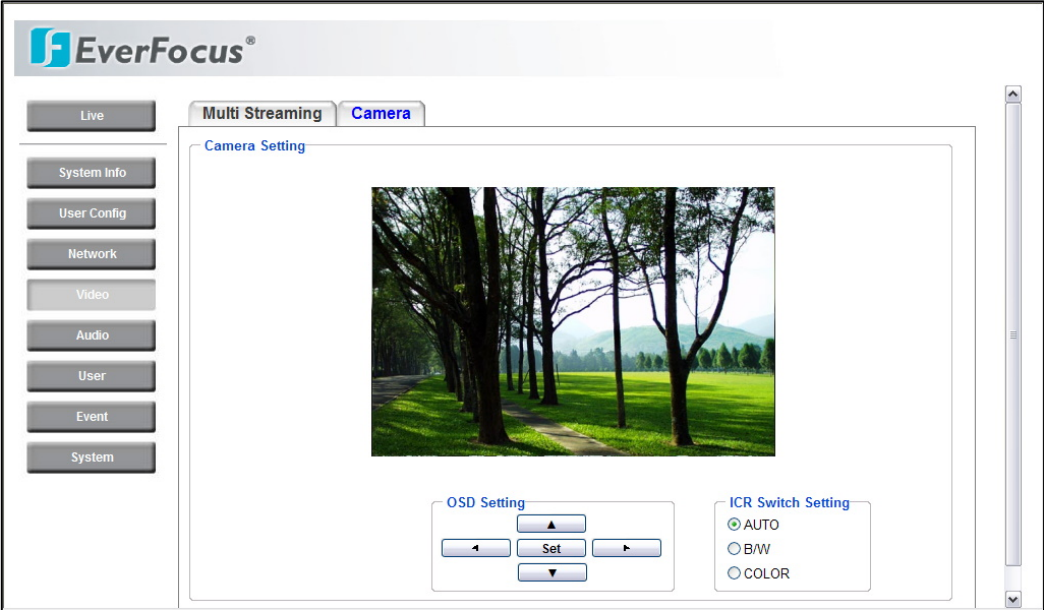 EverFocus®
Live
System Info
User Config
Network
Video
Audio
User
Event
System
Multi Streaming
Camera
Camera Setting
OSD Setting
Set
ICR Switch Setting
AUTO
B/W
COLOR